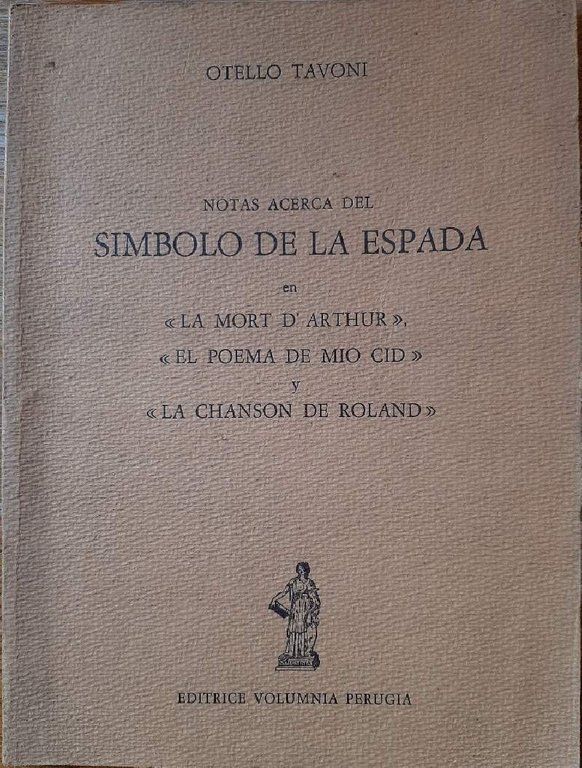 OTELLO TAVONI
NOTAS ACERCA DEL
SIMBOLO DE LA ESPADA
en
« LA MORT D' ARTHUR »,
« EL POEMA DE MIO CID »
y
« LA CHANSON DE ROLAND »
EDITRICE VOLUMNIA PERUGIA